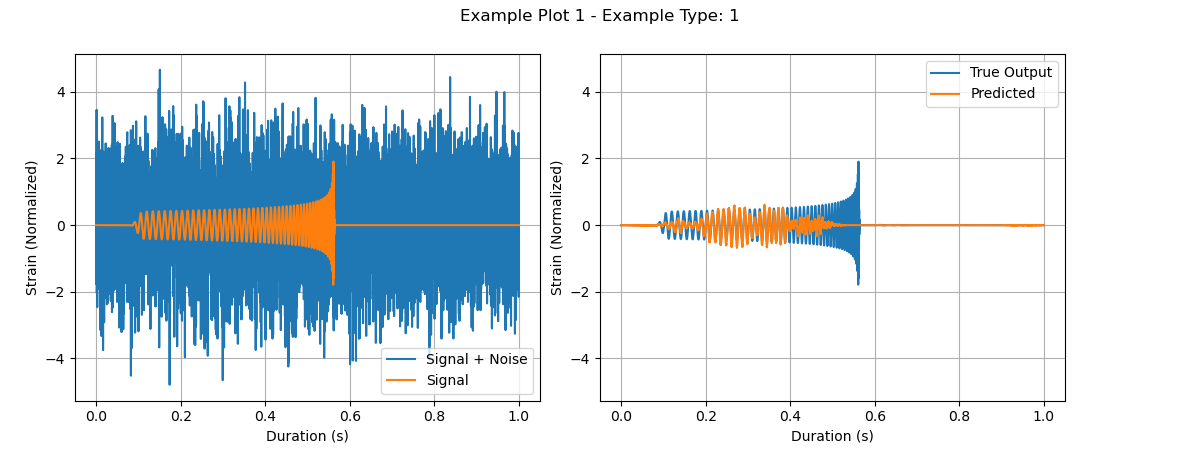 Example Plot 1 - Example Type: 1
Strain (Normalized)
4
2
0
−2
−4
Signal + Noise
Signal
0.0 0.2 0.4 0.6 0.8 1.0
Duration (s)
Strain (Normalized)
4
2
0
−2
−4
True Output
Predicted
0.0 0.2 0.4 0.6 0.8 1.0
Duration (s)